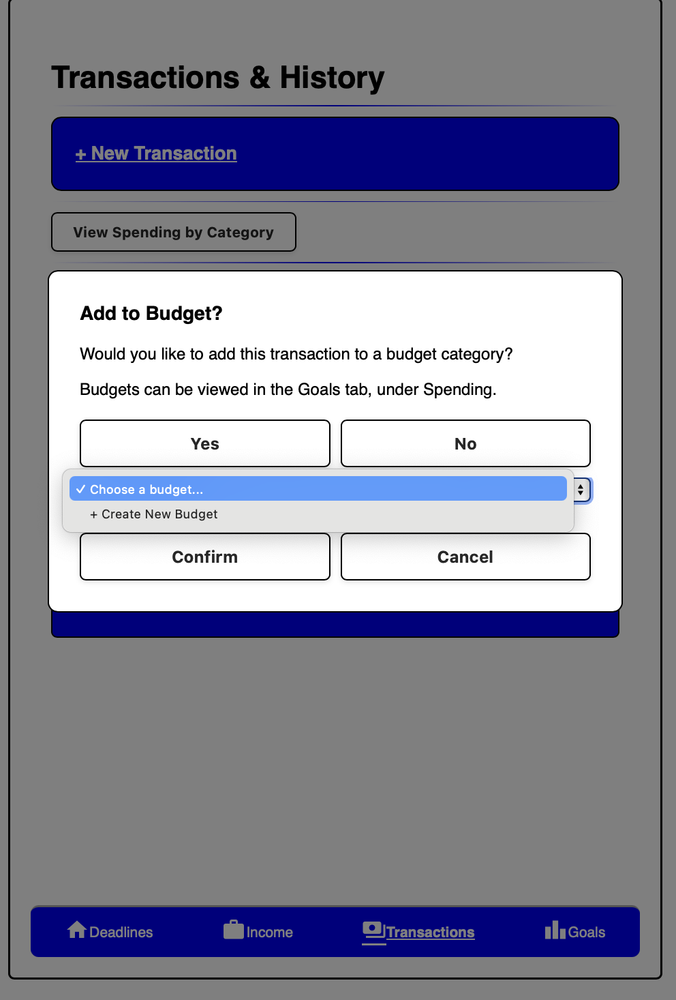 Transactions & History
+ New Transaction
View Spending by Category
Add to Budget?
Would you like to add this transaction to a budget category?
Budgets can be viewed in the Goals tab, under Spending.
Yes No
✓ Choose a budget...
+ Create New Budget
Confirm Cancel
Deadlines Income Transactions Goals